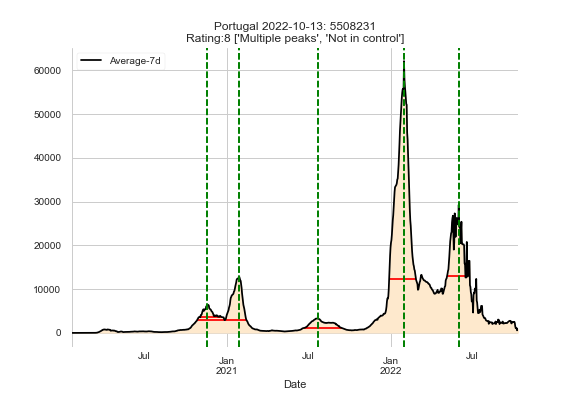 Portugal 2022-10-13: 5508231
Rating:8 ['Multiple peaks', 'Not in control']
Average-7d
60000
50000
40000
30000
20000
10000
0
Jul
Jan
2021
Jul
Jan
2022
Jul
Date